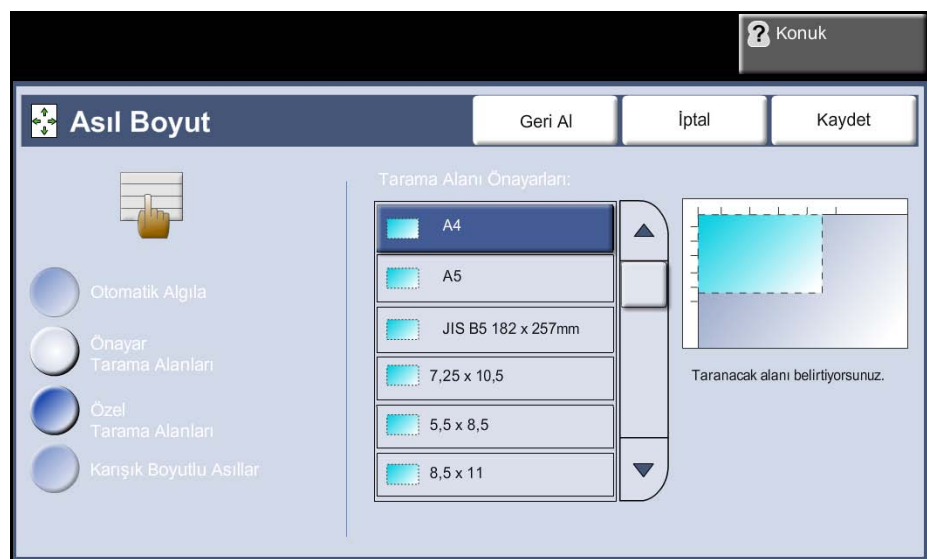 ? Konuk
Asıl Boyut
Geri Al
İptal
Kaydet
Tarama Alanı Önayarları:
A4
A5
JIS B5 182 x 257mm
7,25 x 10,5
5,5 x 8,5
8,5 x 11
Otomatik Algıla
Önayar
Tarama Alanları
Özel
Tarama Alanları
Karışık Boyutlu Asıllar
Taranacak alanı belirtiyorsunuz.